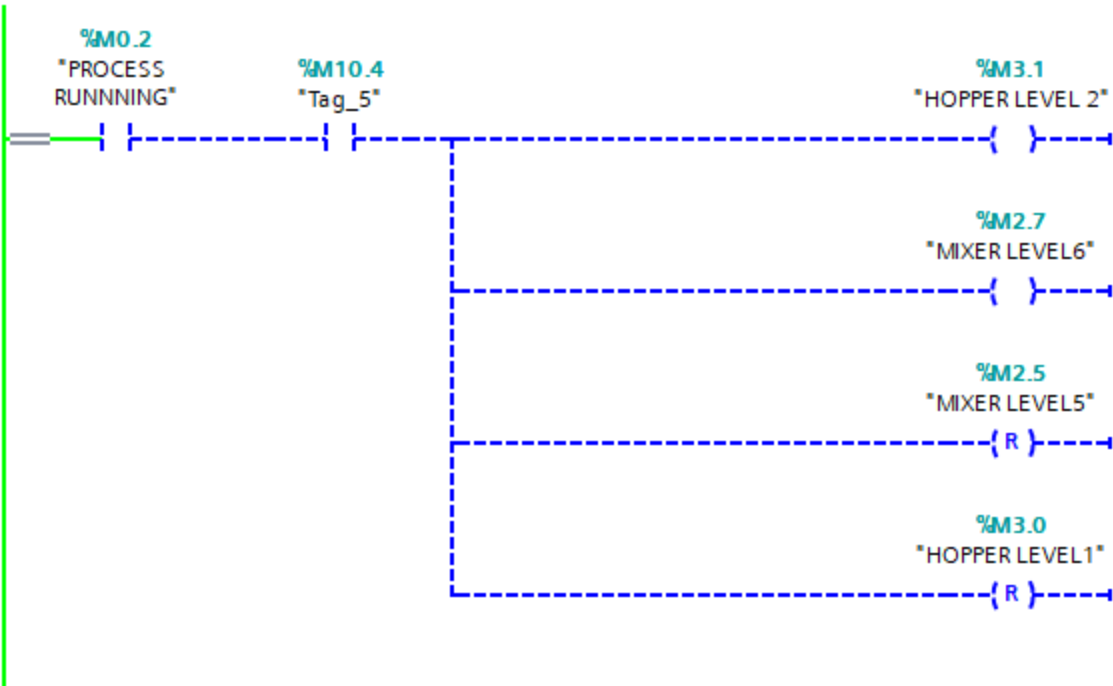 %M0.2
"PROCESS
RUNNNING"
%M10.4
"Tag_5"
%M3.1
"HOPPER LEVEL 2"
%M2.7
"MIXER LEVEL6"
%M2.5
"MIXER LEVEL5"
R
%M3.0
"HOPPER LEVEL1"
R